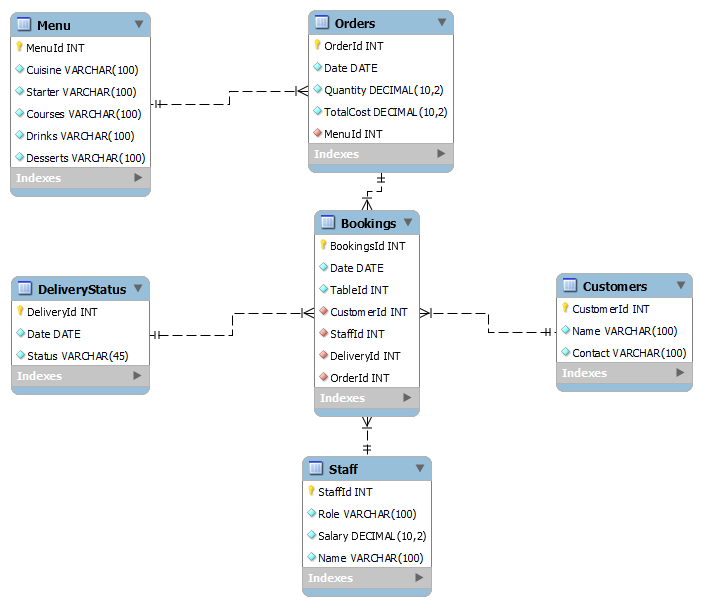 Menu
MenuId INT
Cuisine VARCHAR(100)
Starter VARCHAR(100)
Courses VARCHAR(100)
Drinks VARCHAR(100)
Desserts VARCHAR(100)
Indexes
Orders
OrderId INT
Date DATE
Quantity DECIMAL(10,2)
TotalCost DECIMAL(10,2)
MenuId INT
Indexes
Bookings
BookingsId INT
Date DATE
TableId INT
CustomerId INT
StaffId INT
DeliveryId INT
OrderId INT
Indexes
DeliveryStatus
DeliveryId INT
Date DATE
Status VARCHAR(45)
Indexes
Customers
CustomerId INT
Name VARCHAR(100)
Contact VARCHAR(100)
Indexes
Staff
StaffId INT
Role VARCHAR(100)
Salary DECIMAL(10,2)
Name VARCHAR(100)
Indexes